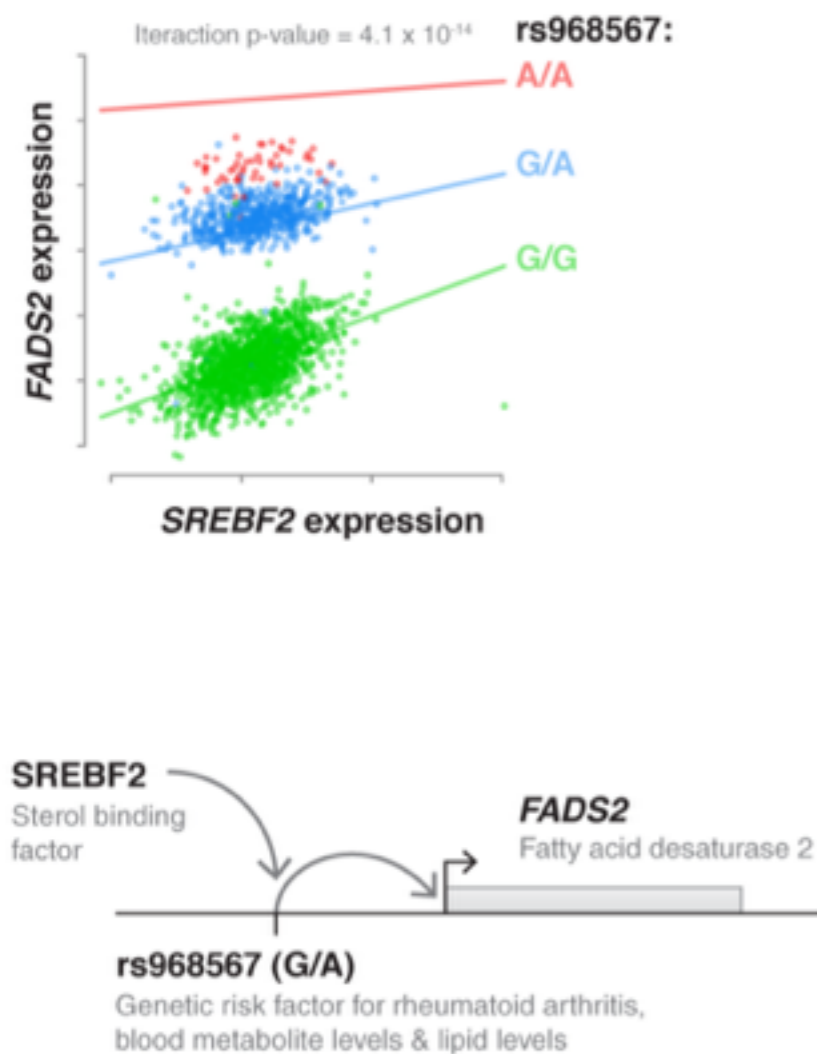 Iteraction p-value = 4.1 x 10⁻¹⁴
rs968567:
A/A
G/A
G/G
FADS2 expression
SREBF2 expression
SREBF2
Sterol binding
factor
FADS2
Fatty acid desaturase 2
rs968567 (G/A)
Genetic risk factor for rheumatoid arthritis,
blood metabolite levels & lipid levels